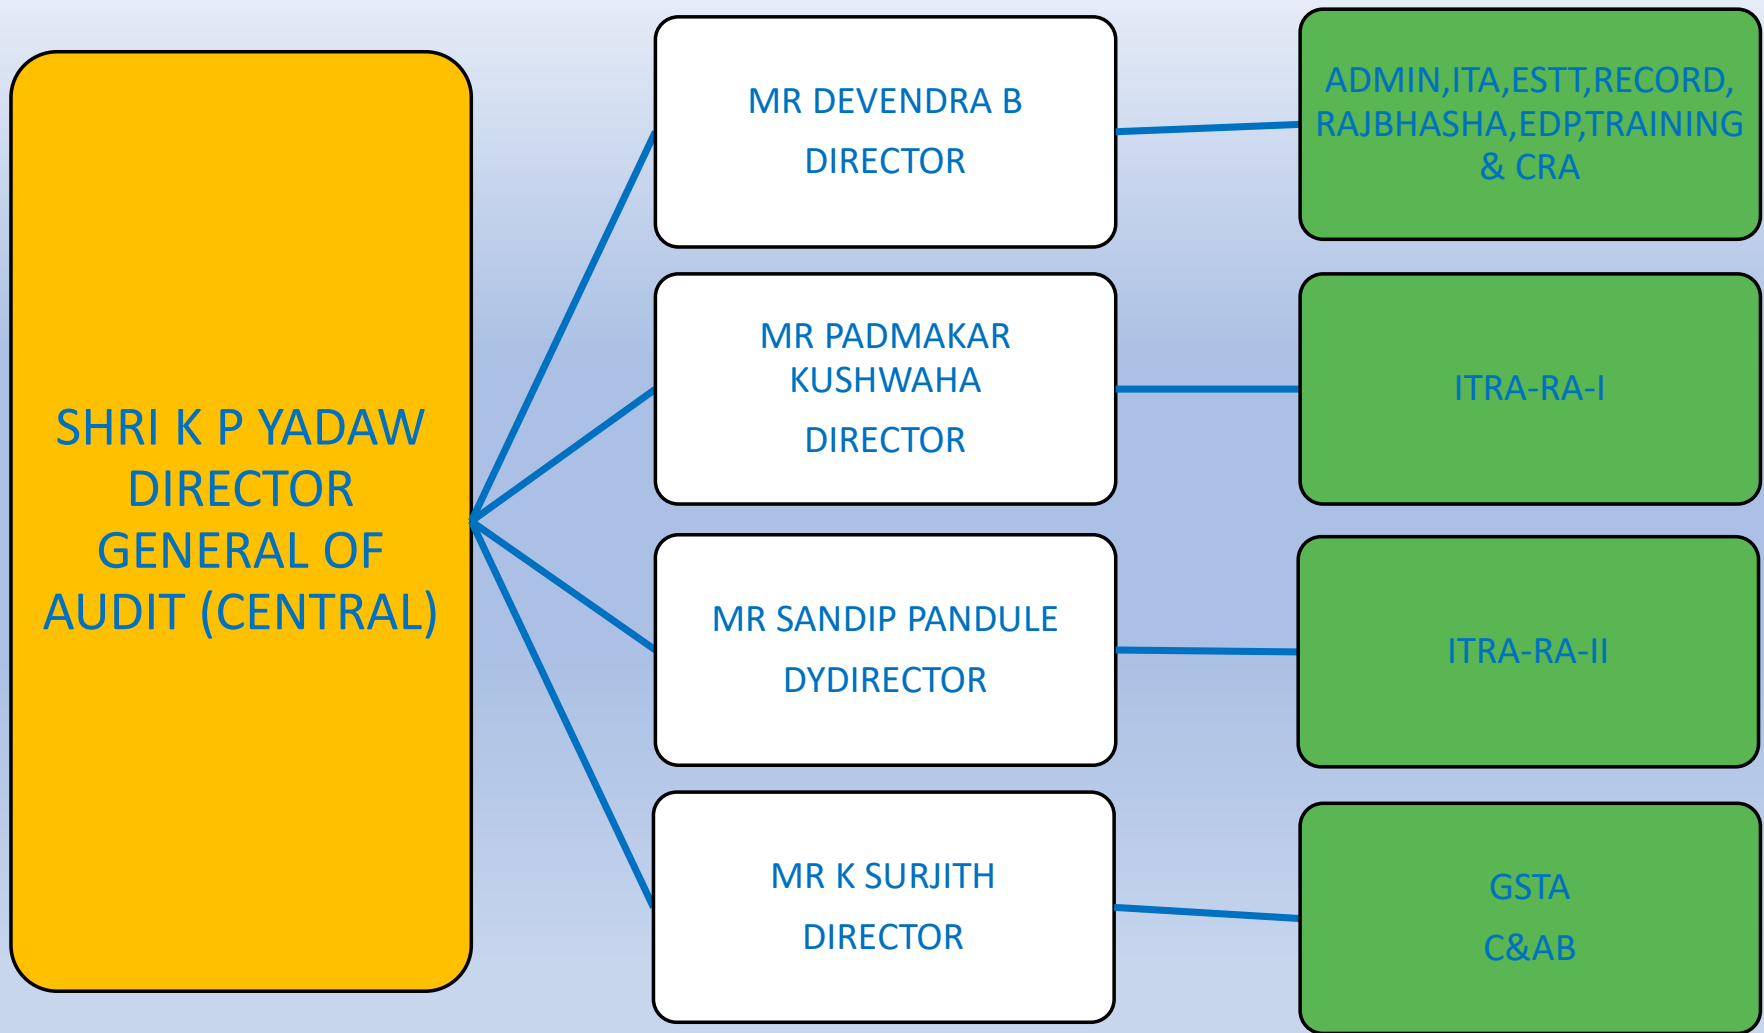 SHRI K P YADAW
DIRECTOR
GENERAL OF
AUDIT (CENTRAL)
MR DEVENDRA B
DIRECTOR
ADMIN,ITA,ESTT,RECORD,
RAJBHASHA,EDP,TRAINING
& CRA
MR PADMAKAR
KUSHWAHA
DIRECTOR
ITRA-RA-I
MR SANDIP PANDULE
DYDIRECTOR
ITRA-RA-II
MR K SURJITH
DIRECTOR
GSTA
C&AB